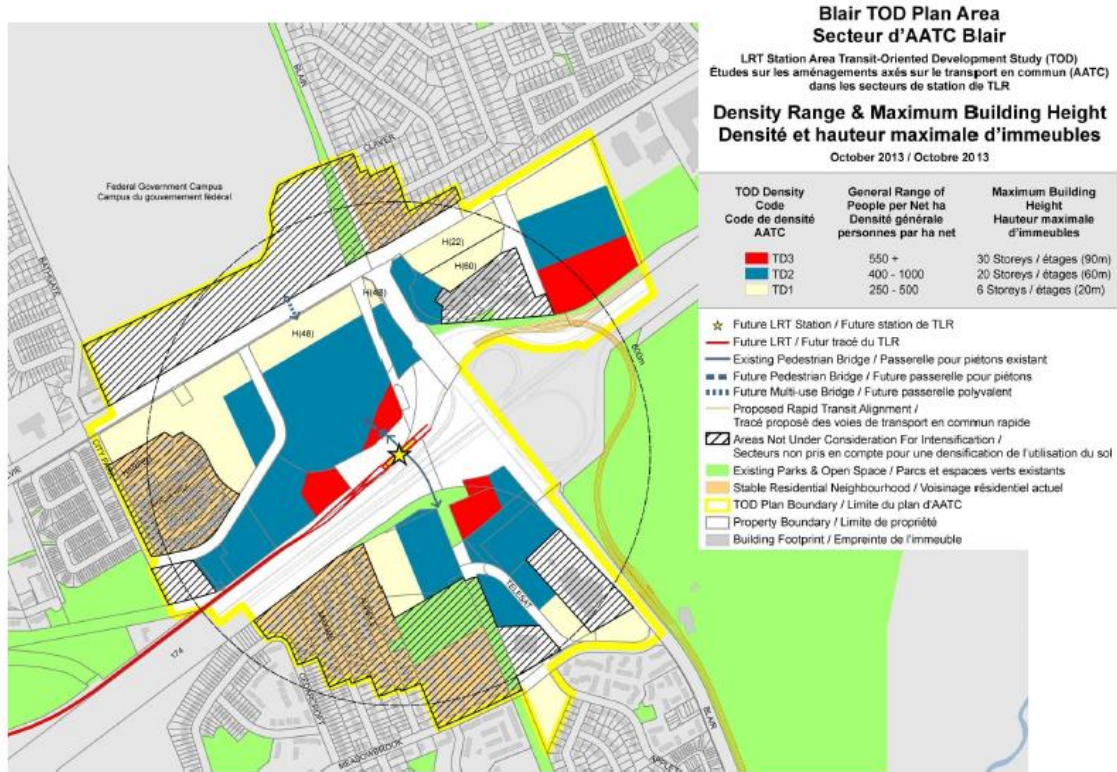 Blair TOD Plan Area
Secteur d'AATC Blair
LRT Station Area Transit-Oriented Development Study (TOD)
Études sur les aménagements axés sur le transport en commun (AATC)
dans les secteurs de station de TLR
Density Range & Maximum Building Height
Densité et hauteur maximale d'immeubles
October 2013 / Octobre 2013
TOD Density
Code
Code de densité
AATC
General Range of
People per Net ha
Densité générale
personnes par ha net
Maximum Building
Height
Hauteur maximale
d'immeubles
TD3 550 + 30 Storeys / étages (90m)
TD2 400 - 1000 20 Storeys / étages (60m)
TD1 250 - 500 6 Storeys / étages (20m)
Future LRT Station / Future station de TLR
Future LRT / Futur tracé du TLR
Existing Pedestrian Bridge / Passerelle pour piétons existant
Future Pedestrian Bridge / Future passerelle pour piétons
Future Multi-use Bridge / Future passerelle polyvalent
Proposed Rapid Transit Alignment /
Tracé proposé des voies de transport en commun rapide
Areas Not Under Consideration For Intensification /
Secteurs non pris en compte pour une densification de l'utilisation du sol
Existing Parks & Open Space / Parcs et espaces verts existants
Stable Residential Neighbourhood / Voisinage résidentiel actuel
TOD Plan Boundary / Limite du plan d'AATC
Property Boundary / Limite de propriété
Building Footprint / Empreinte de l'immeuble
BLAIR
CLAVER
Federal Government Campus
Campus du gouvernement fédéral
BATHGATE
H(22)
H(60)
H(48)
H(48)
600m
CITY PARK
TELESAT
174
MEADOWBROOK
BLAIR